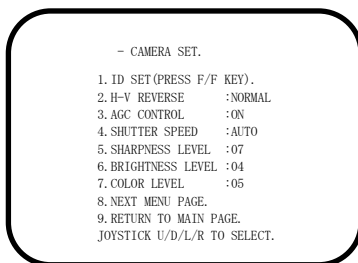 - CAMERA SET.
1. ID SET(PRESS F/F KEY).
2. H-V REVERSE :NORMAL
3. AGC CONTROL :ON
4. SHUTTER SPEED :AUTO
5. SHARPNESS LEVEL :07
6. BRIGHTNESS LEVEL :04
7. COLOR LEVEL :05
8. NEXT MENU PAGE.
9. RETURN TO MAIN PAGE.
JOYSTICK U/D/L/R TO SELECT.